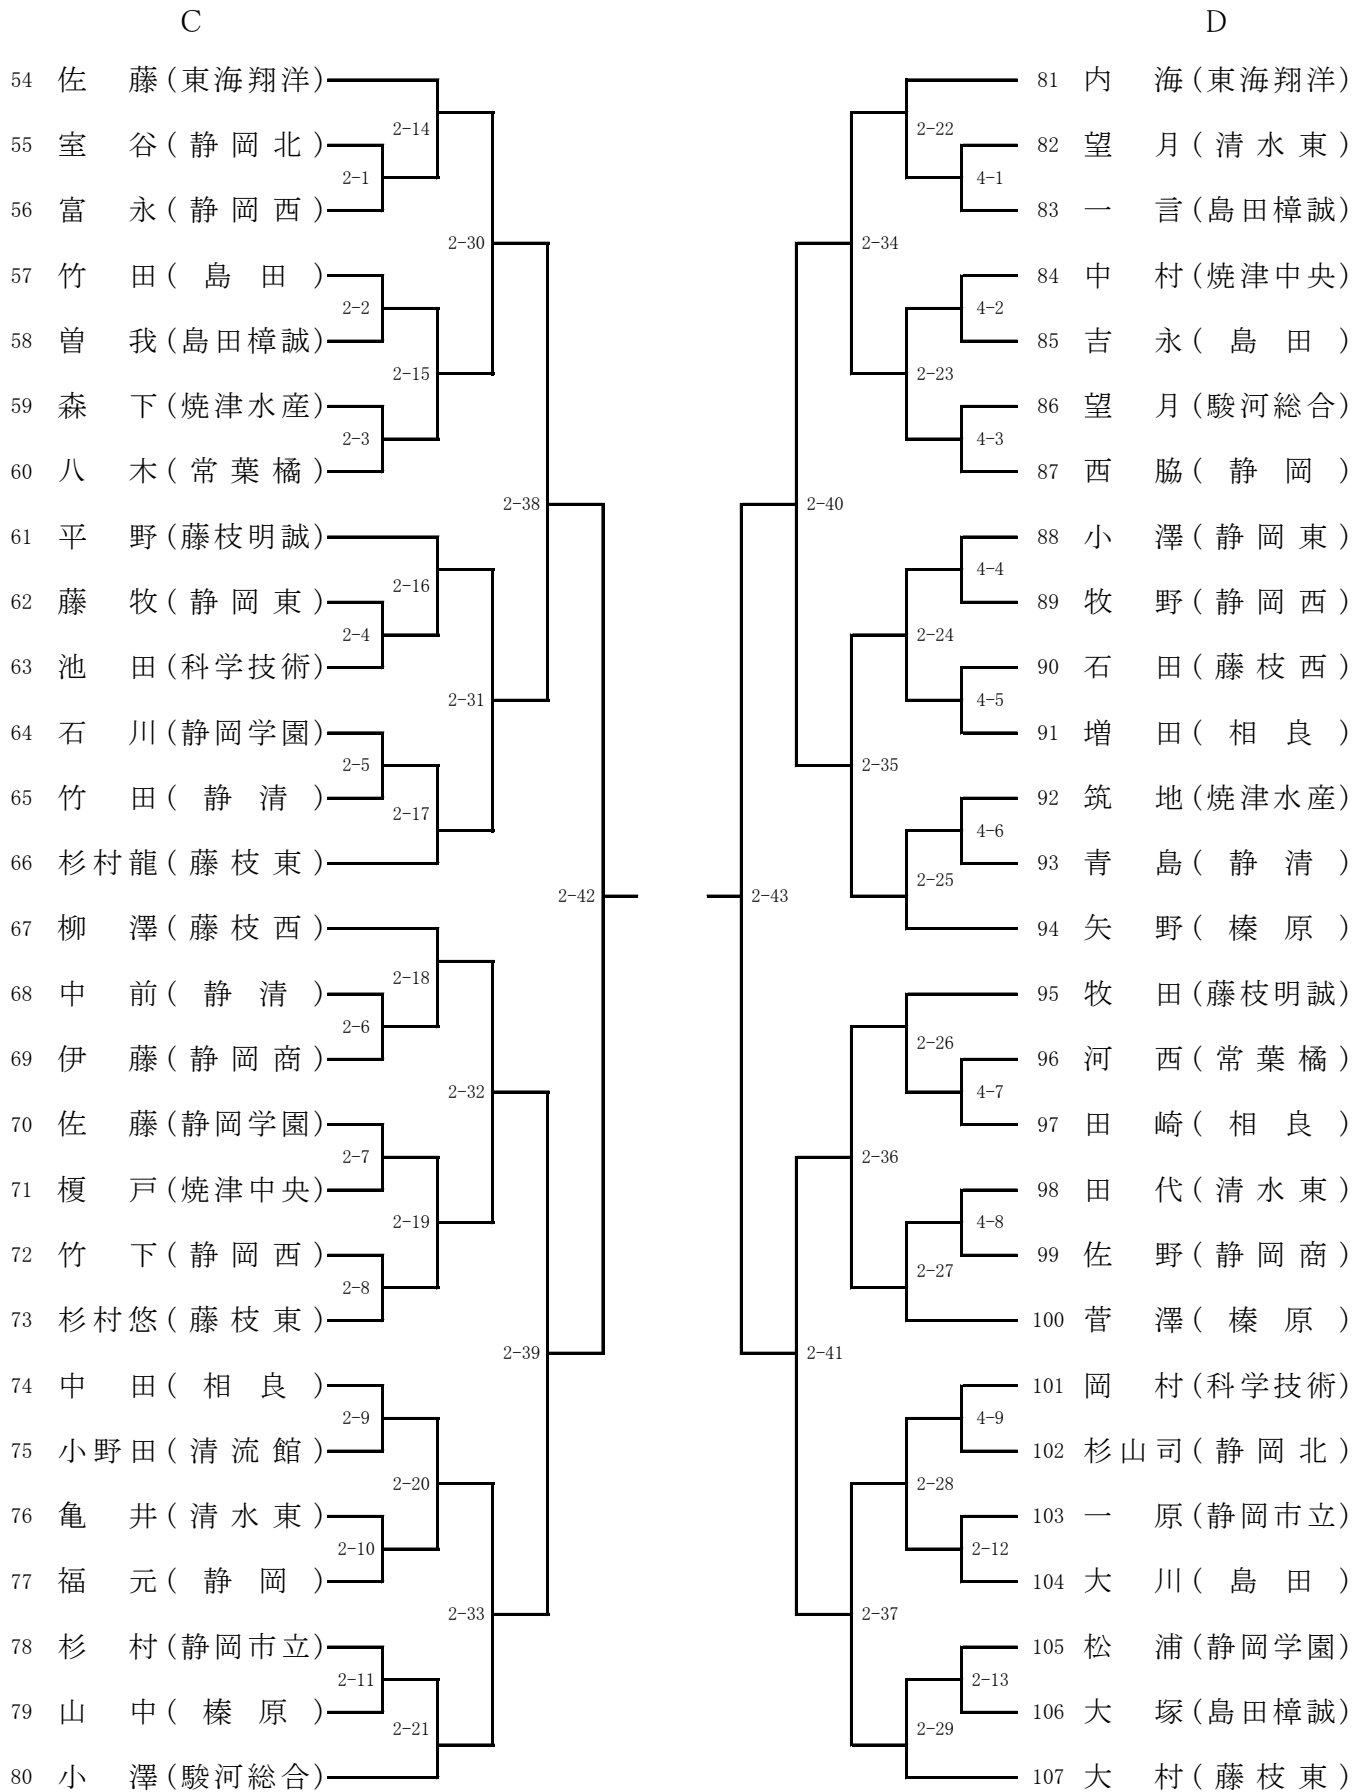 C
54 佐 藤 (東海翔洋)
55 室 谷 (静岡北)
56 富 永 (静岡西)
57 竹 田 (島田)
58 曽 我 (島田樟誠)
59 森 下 (焼津水産)
60 八 木 (常葉橘)
61 平 野 (藤枝明誠)
62 藤 牧 (静岡東)
63 池 田 (科学技術)
64 石 川 (静岡学園)
65 竹 田 (静清)
66 杉村龍 (藤枝東)
67 柳 澤 (藤枝西)
68 中 前 (静清)
69 伊 藤 (静岡商)
70 佐 藤 (静岡学園)
71 榎 戸 (焼津中央)
72 竹 下 (静岡西)
73 杉村悠 (藤枝東)
74 中 田 (相良)
75 小野田 (清流館)
76 亀 井 (清水東)
77 福 元 (静岡)
78 杉 村 (静岡市立)
79 山 中 (榛原)
80 小 澤 (駿河総合)
2-1
2-2
2-3
2-4
2-5
2-6
2-7
2-8
2-9
2-10
2-11
2-14
2-15
2-16
2-17
2-18
2-19
2-20
2-21
2-30
2-31
2-32
2-33
2-38
2-39
2-42
D
81 内 海 (東海翔洋)
82 望 月 (清水東)
83 一 言 (島田樟誠)
84 中 村 (焼津中央)
85 吉 永 (島田)
86 望 月 (駿河総合)
87 西 脇 (静岡)
88 小 澤 (静岡東)
89 牧 野 (静岡西)
90 石 田 (藤枝西)
91 増 田 (相良)
92 筑 地 (焼津水産)
93 青 島 (静清)
94 矢 野 (榛原)
95 牧 田 (藤枝明誠)
96 河 西 (常葉橘)
97 田 崎 (相良)
98 田 代 (清水東)
99 佐 野 (静岡商)
100 菅 澤 (榛原)
101 岡 村 (科学技術)
102 杉山司 (静岡北)
103 一 原 (静岡市立)
104 大 川 (島田)
105 松 浦 (静岡学園)
106 大 塚 (島田樟誠)
107 大 村 (藤枝東)
4-1
4-2
4-3
4-4
4-5
4-6
4-7
4-8
4-9
2-12
2-13
2-22
2-23
2-24
2-25
2-26
2-27
2-28
2-29
2-34
2-35
2-36
2-37
2-40
2-41
2-43